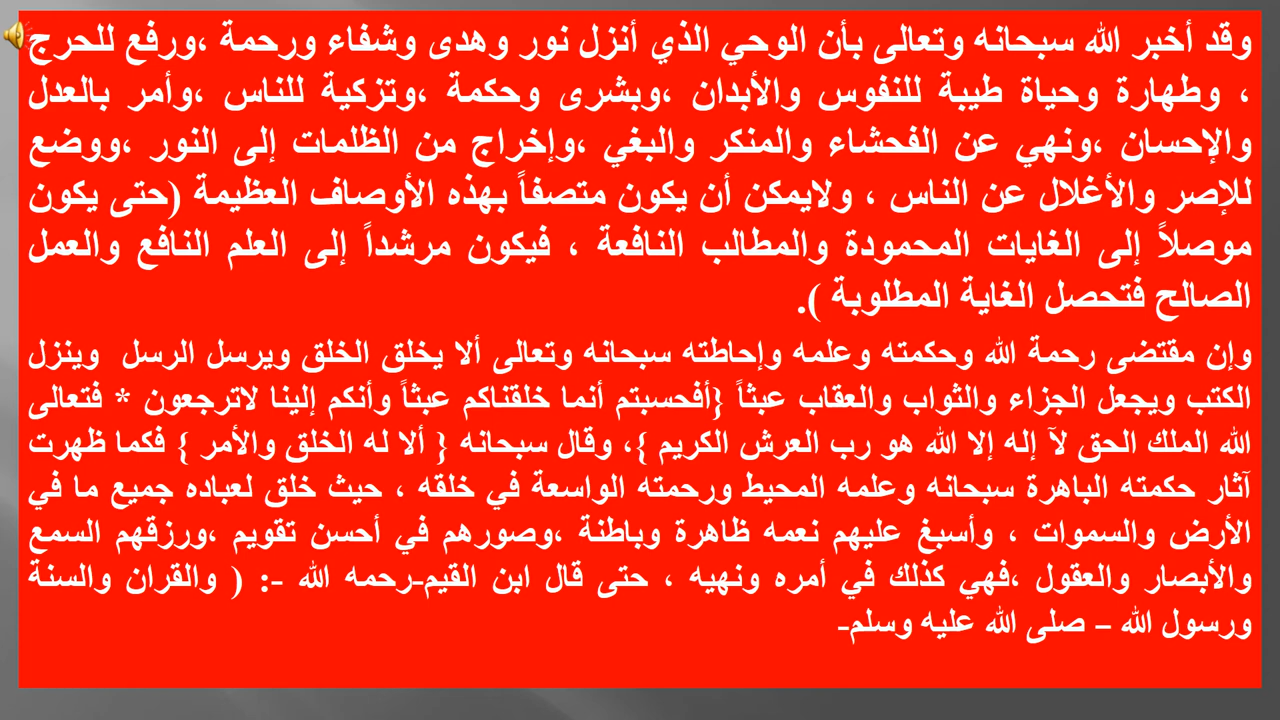 وقد أخبر الله سبحانه وتعالى بأن الوحي الذي أنزل نور وهدى وشفاء ورحمة ،ورفع للحرج
، وطهارة وحياة طيبة للنفوس والأبدان ،وبشرى وحكمة ،وتزكية للناس ،وأمر بالعدل
والإحسان ،ونهي عن الفحشاء والمنكر والبغي ،وإخراج من الظلمات إلى النور ،ووضع
للإصر والأغلال عن الناس ، ولايمكن أن يكون متصفاً بهذه الأوصاف العظيمة (حتى يكون
موصلاً إلى الغايات المحمودة والمطالب النافعة ، فيكون مرشداً إلى العلم النافع والعمل
الصالح فتحصل الغاية المطلوبة ).
وإن مقتضى رحمة الله وحكمته وعلمه وإحاطته سبحانه وتعالى ألا يخلق الخلق ويرسل الرسل وينزل
الكتب ويجعل الجزاء والثواب والعقاب عبثاً {أفحسبتم أنما خلقناكم عبثاً وأنكم إلينا لاترجعون * فتعالى
الله الملك الحق لآ إله إلا الله هو رب العرش الكريم }، وقال سبحانه { ألا له الخلق والأمر } فكما ظهرت
آثار حكمته الباهرة سبحانه وعلمه المحيط ورحمته الواسعة في خلقه ، حيث خلق لعباده جميع ما في
الأرض والسموات ، وأسبغ عليهم نعمه ظاهرة وباطنة ،وصورهم في أحسن تقويم ،ورزقهم السمع
والأبصار والعقول ،فهي كذلك في أمره ونهيه ، حتى قال ابن القيم-رحمه الله -: ( والقران والسنة
ورسول الله – صلى الله عليه وسلم-